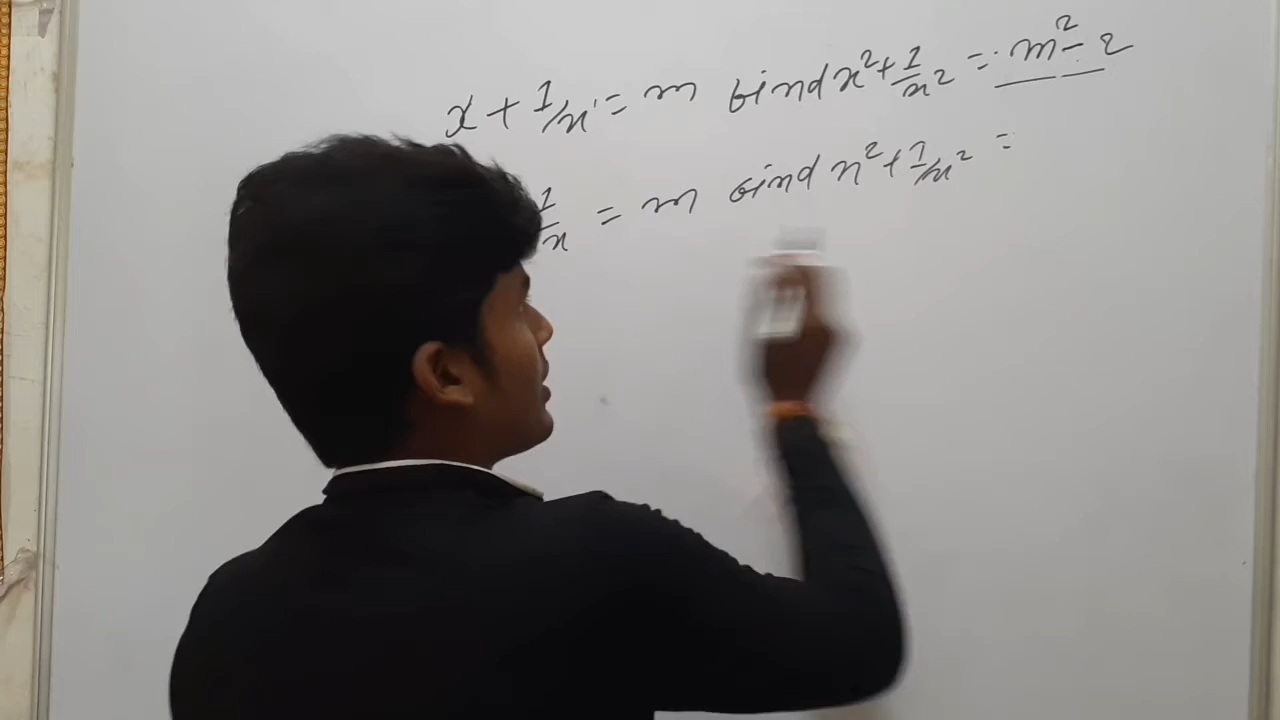 x + 1/x = m find x² + 1/x² = m² - 2
1/x = m find x² + 1/x² =